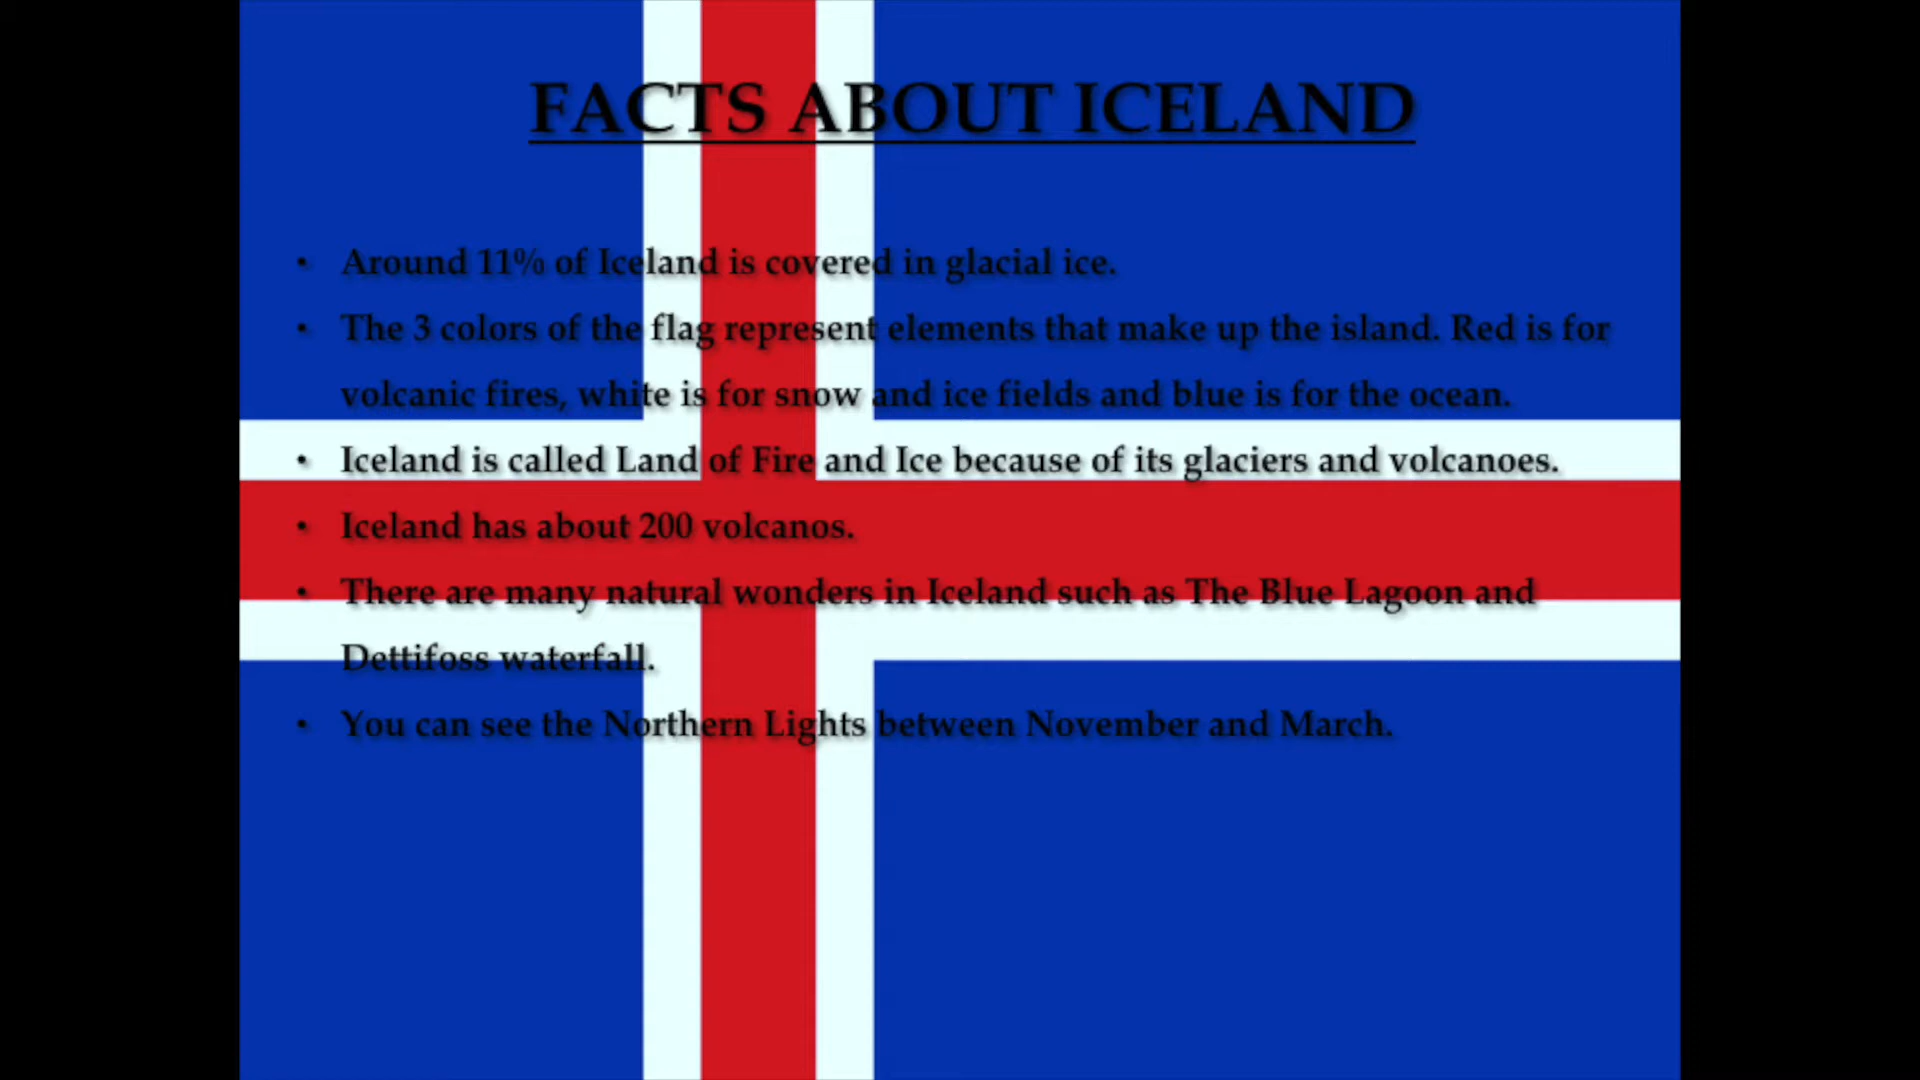 FACTS ABOUT ICELAND
• Around 11% of Iceland is covered in glacial ice.
• The 3 colors of the flag represent elements that make up the island. Red is for
volcanic fires, white is for snow and ice fields and blue is for the ocean.
• Iceland is called Land of Fire and Ice because of its glaciers and volcanoes.
• Iceland has about 200 volcanos.
• There are many natural wonders in Iceland such as The Blue Lagoon and
Dettifoss waterfall.
• You can see the Northern Lights between November and March.